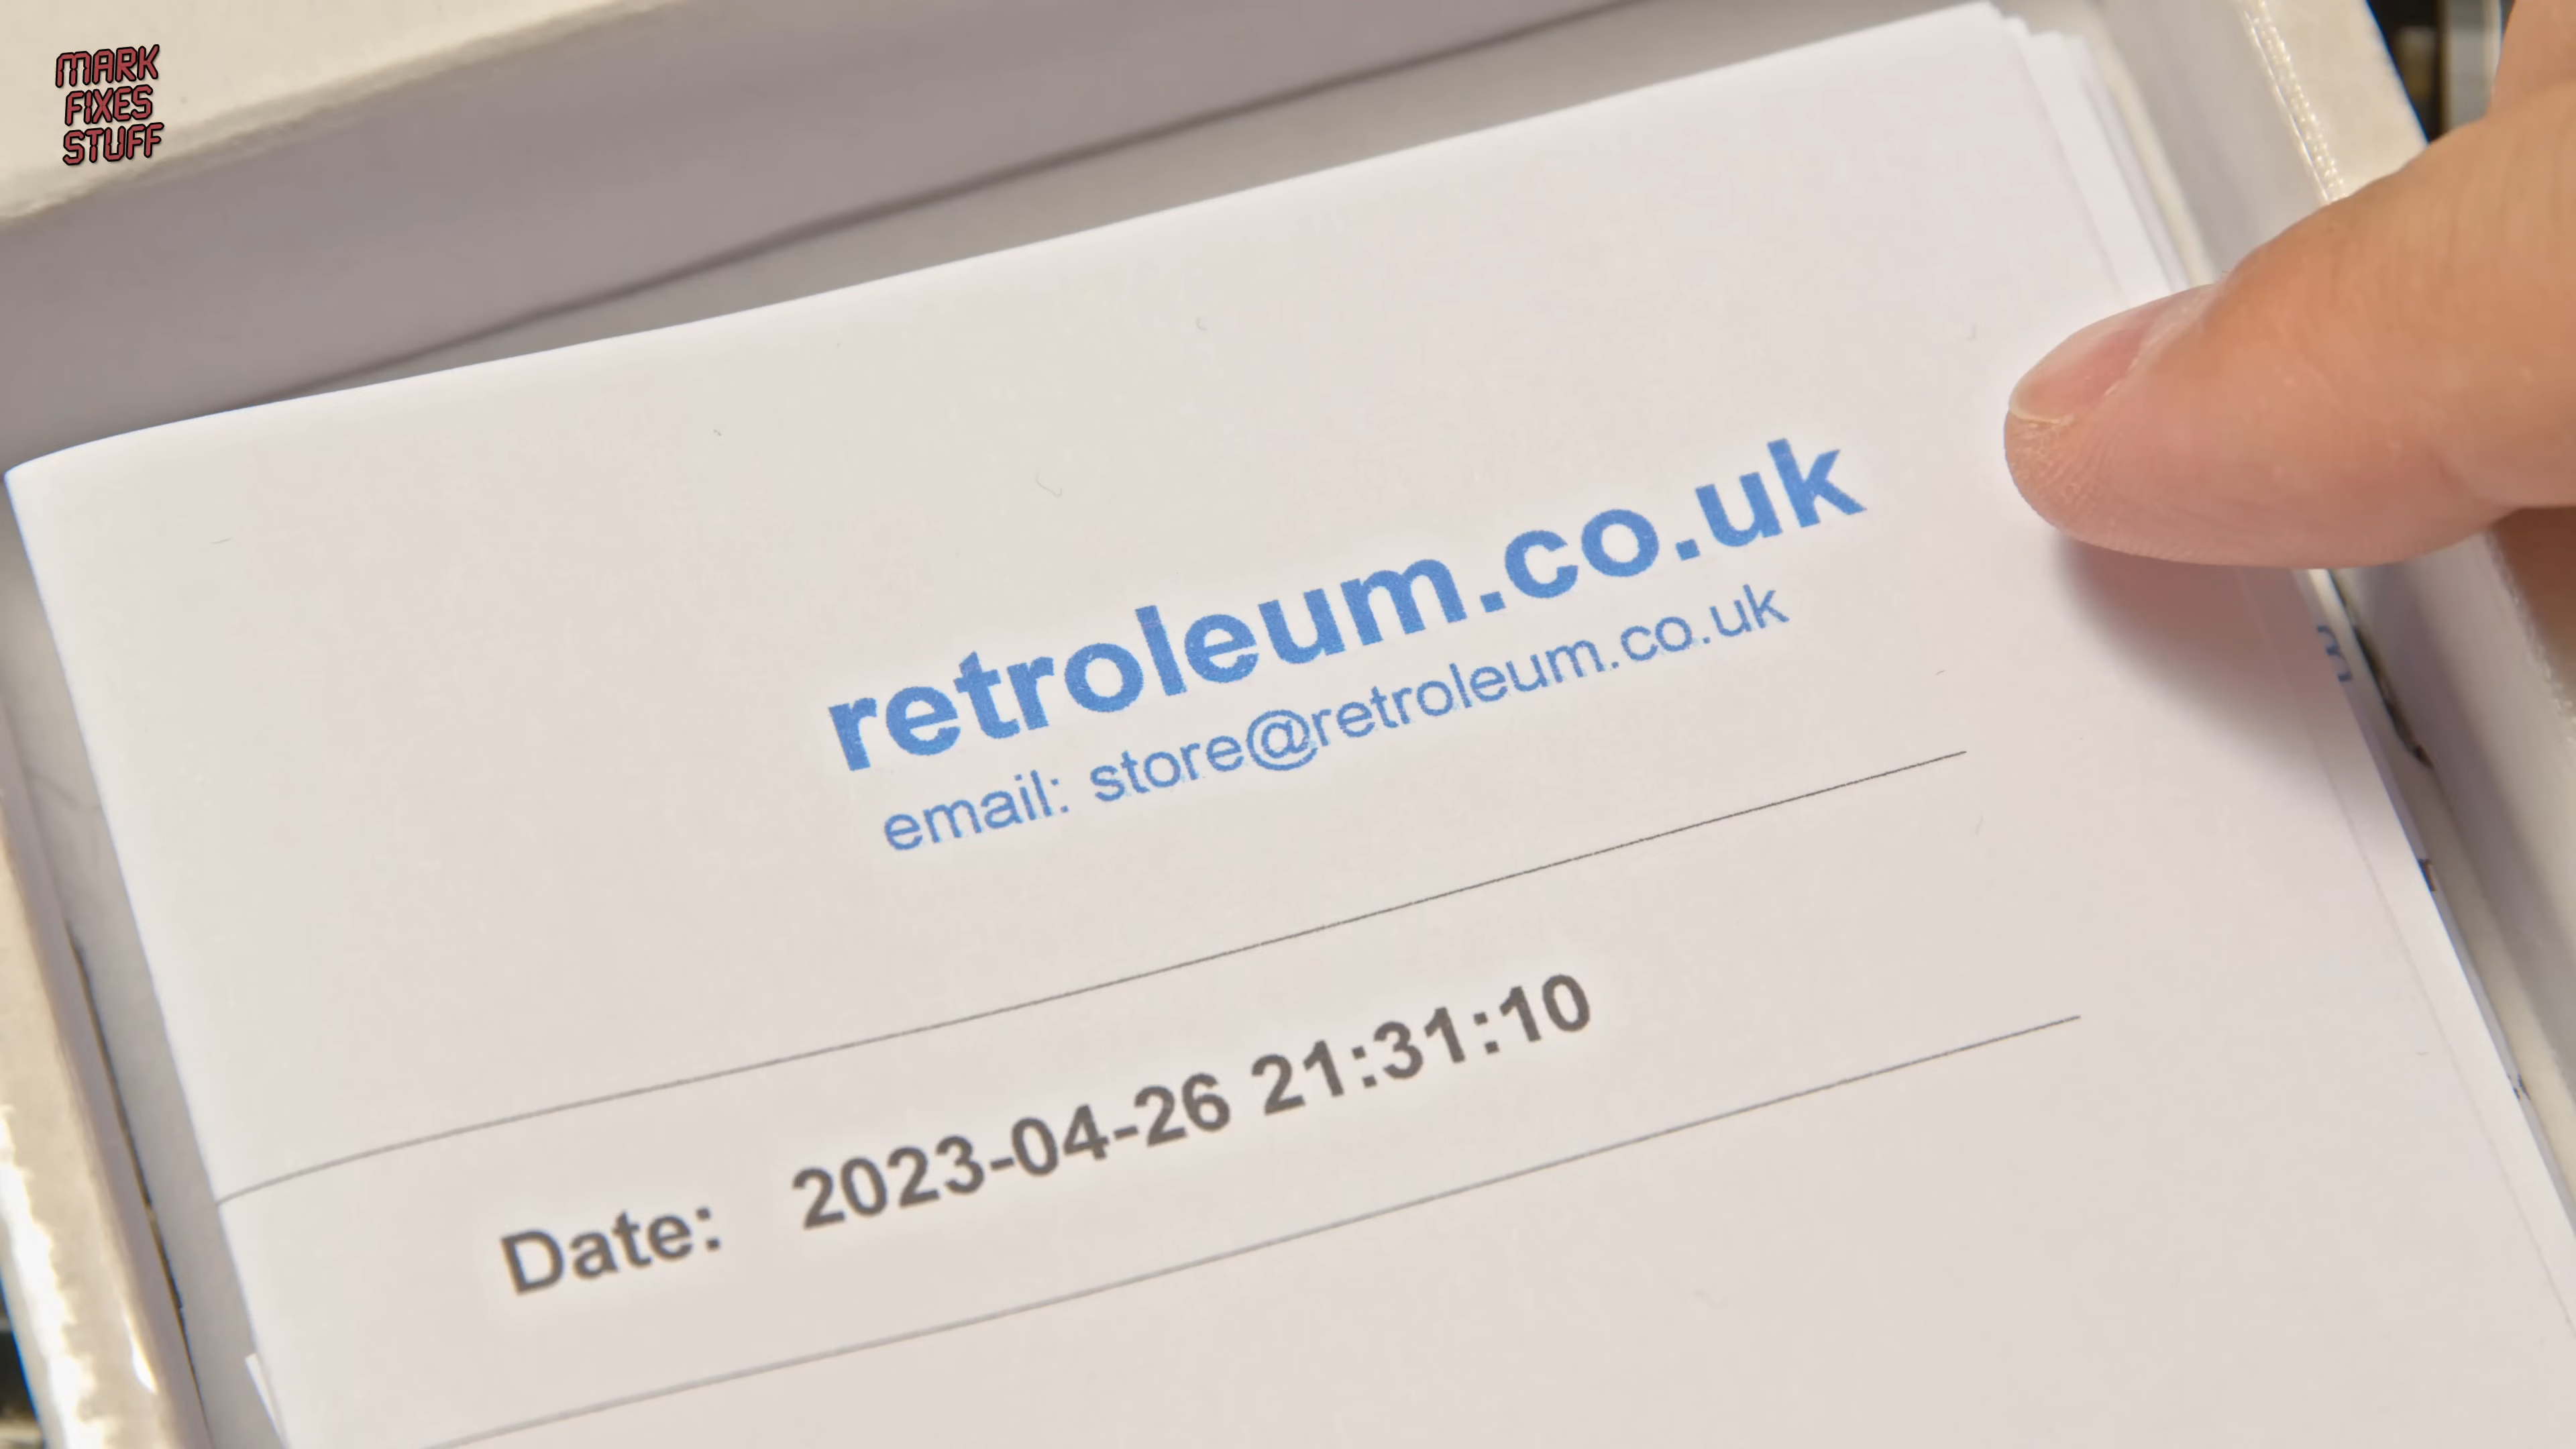 MARK
FIXES
STUFF
retroleum.co.uk
email: store@retroleum.co.uk
Date: 2023-04-26 21:31:10